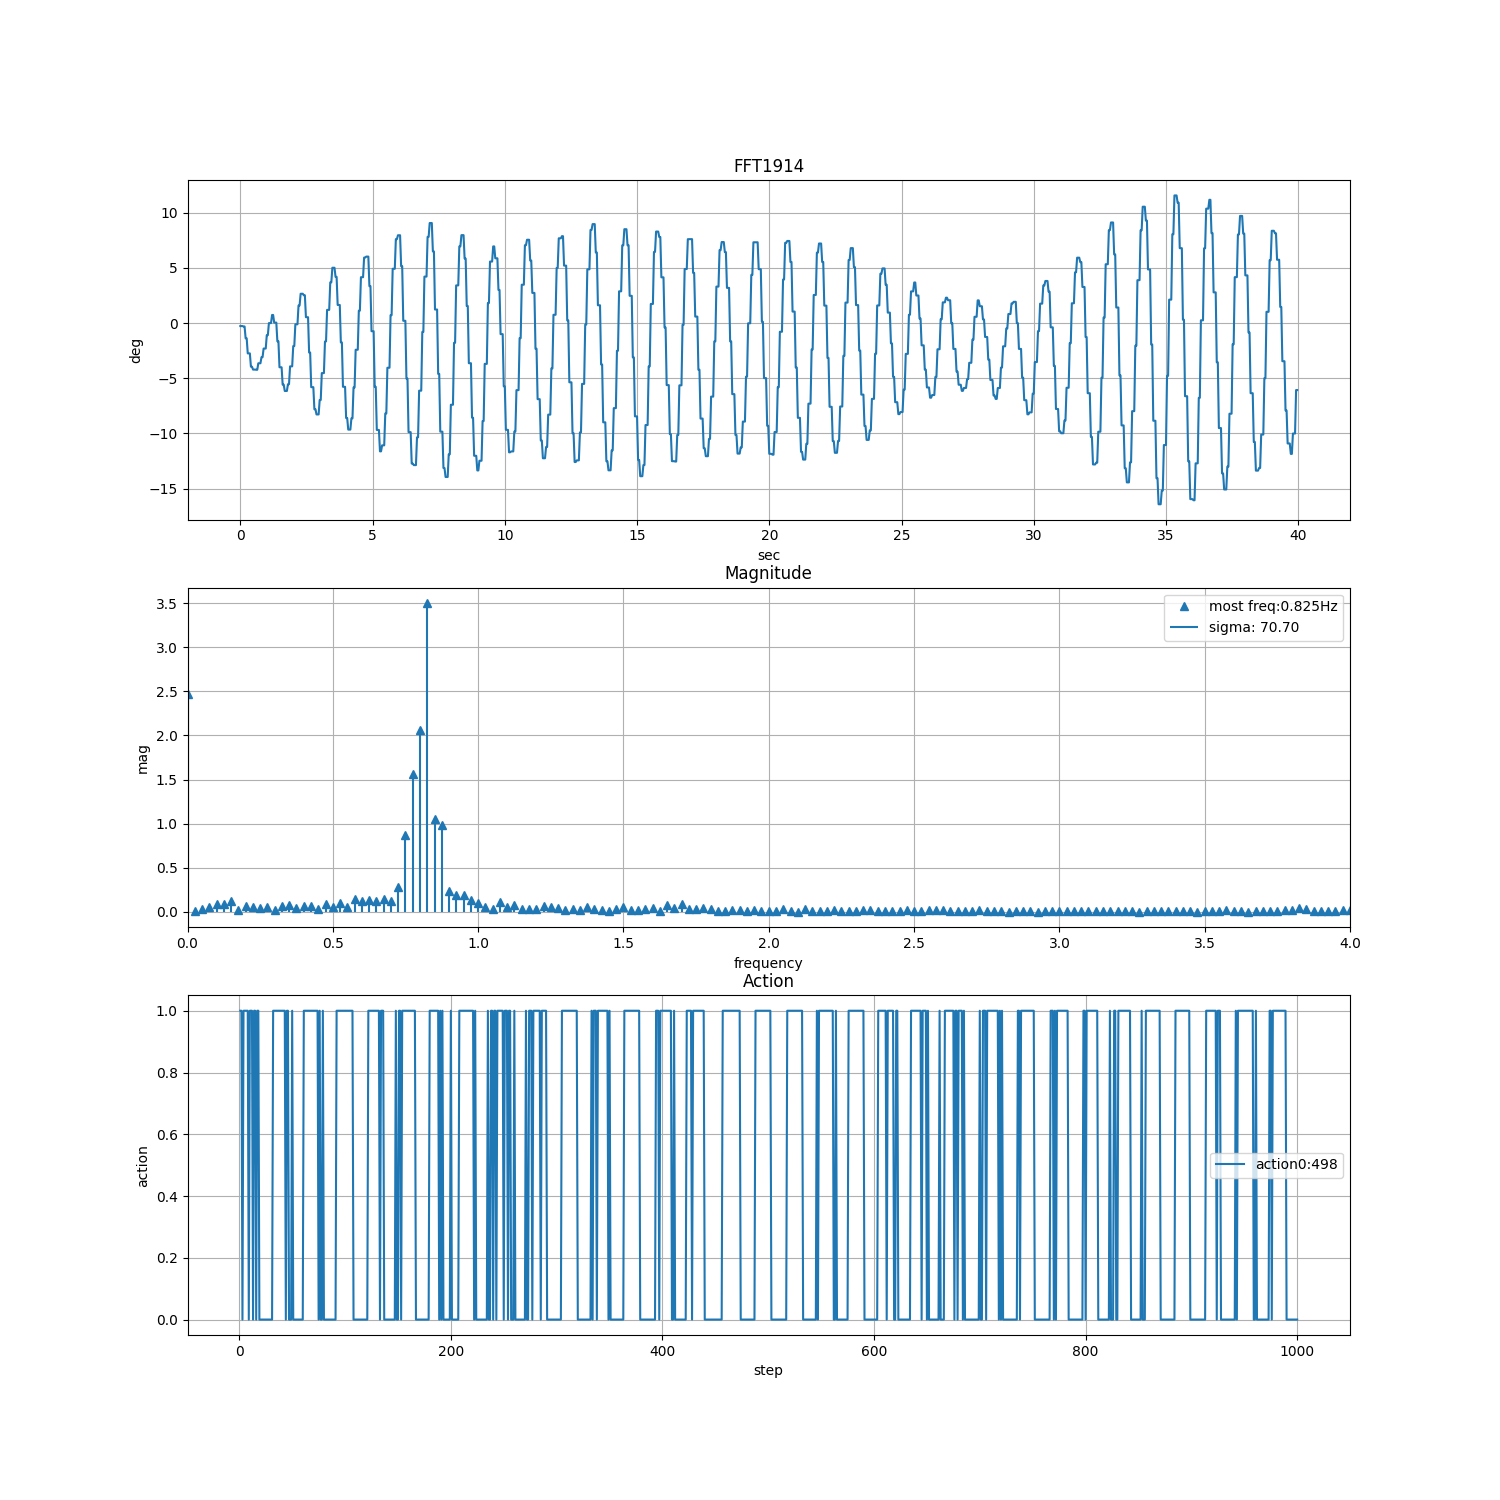 FFT1914
10
5
0
−5
−10
−15
deg
0 5 10 15 20 25 30 35 40
sec
Magnitude
most freq:0.825Hz
sigma: 70.70
3.5
3.0
2.5
2.0
1.5
1.0
0.5
0.0
mag
0.0 0.5 1.0 1.5 2.0 2.5 3.0 3.5 4.0
frequency
Action
1.0
0.8
0.6
0.4
0.2
0.0
action
action0:498
0 200 400 600 800 1000
step